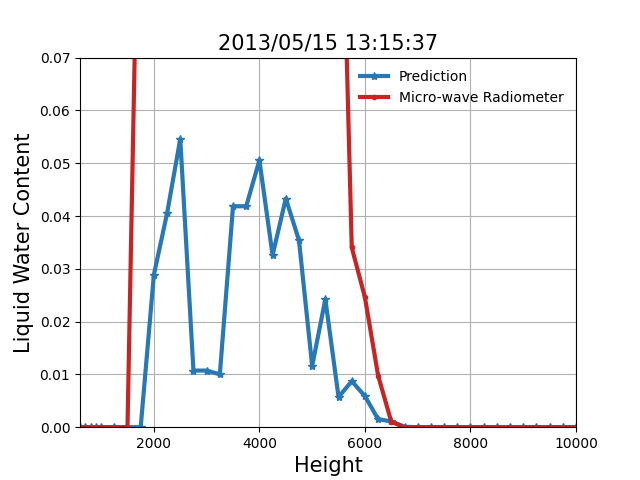 2013/05/15 13:15:37
0.07
0.06
0.05
0.04
0.03
0.02
0.01
0.00
Liquid Water Content
Prediction
Micro-wave Radiometer
2000 4000 6000 8000 10000
Height